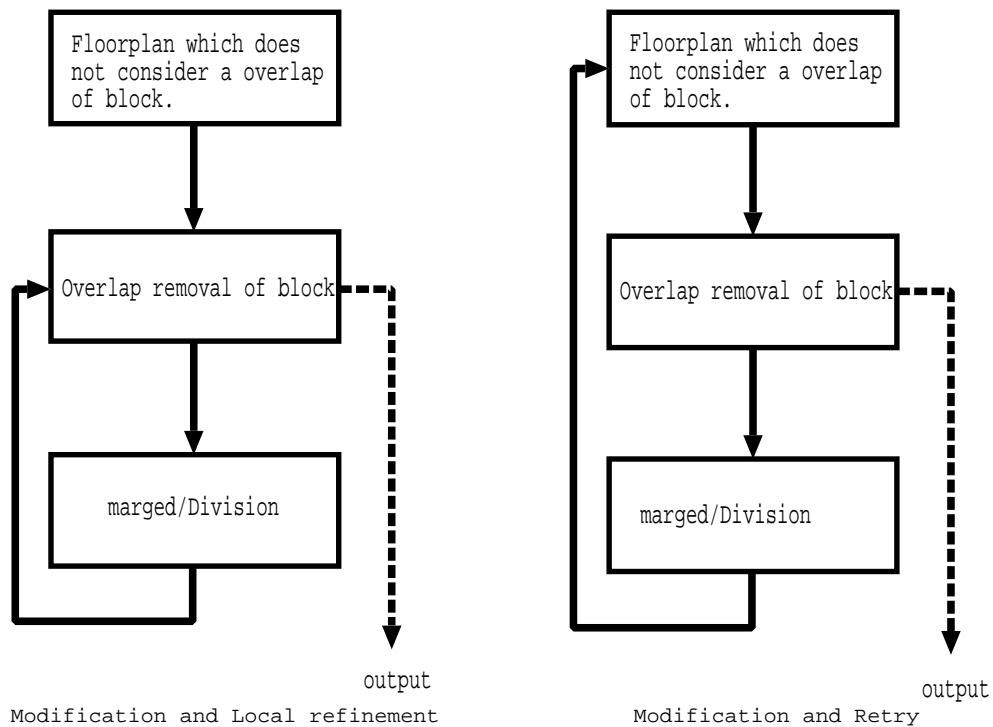 Floorplan which does
not consider a overlap
of block.
Overlap removal of block
marged/Division
output
Modification and Local refinement
Floorplan which does
not consider a overlap
of block.
Overlap removal of block
marged/Division
output
Modification and Retry